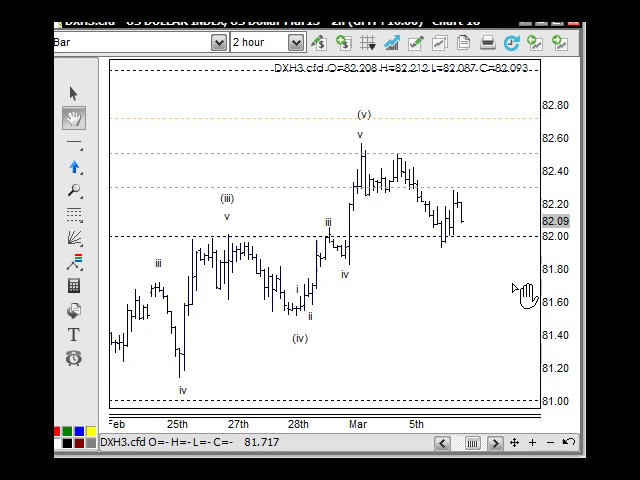 Bar
2 hour
DXH3.cfd O=82.208 H=82.212 L=82.087 C=82.093
82.80
82.60
82.40
82.20
82.09
82.00
81.80
81.60
81.40
81.20
81.00
(v)
v
(iii)
v
iii
iii
iv
i
ii
(iv)
iv
T
25th
27th
28th
Mar
5th
DXH3.cfd O=- H=- L=- C=- 81.717